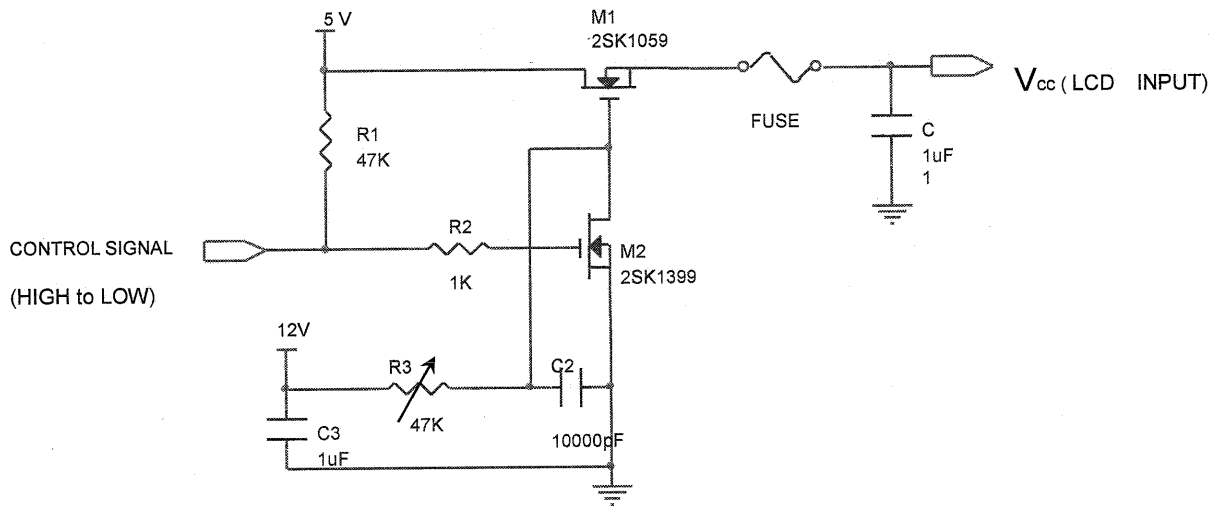 5 V
M1
2SK1059
Vcc ( LCD INPUT)
FUSE
R1
47K
C
1uF
1
R2
1K
M2
2SK1399
CONTROL SIGNAL
(HIGH to LOW)
12V
R3
47K
C2
10000pF
C3
1uF